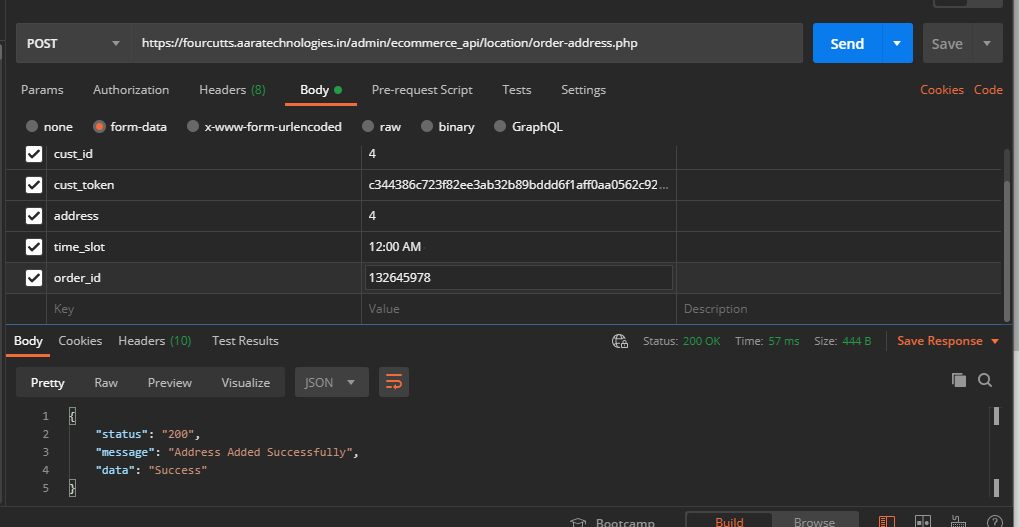 POST https://fourcutts.aaratechnologies.in/admin/ecommerce_api/location/order-address.php Send Save
Params Authorization Headers (8) Body Pre-request Script Tests Settings Cookies Code
none form-data x-www-form-urlencoded raw binary GraphQL
cust_id 4
cust_token c344386c723f82ee3ab32b89bddd6f1aff0aa0562c92...
address 4
time_slot 12:00 AM
order_id 132645978
Key Value Description
Body Cookies Headers (10) Test Results Status: 200 OK Time: 57 ms Size: 444 B Save Response
Pretty Raw Preview Visualize JSON
1 {
2 "status": "200",
3 "message": "Address Added Successfully",
4 "data": "Success"
5 }
Bootcamp Build Browse